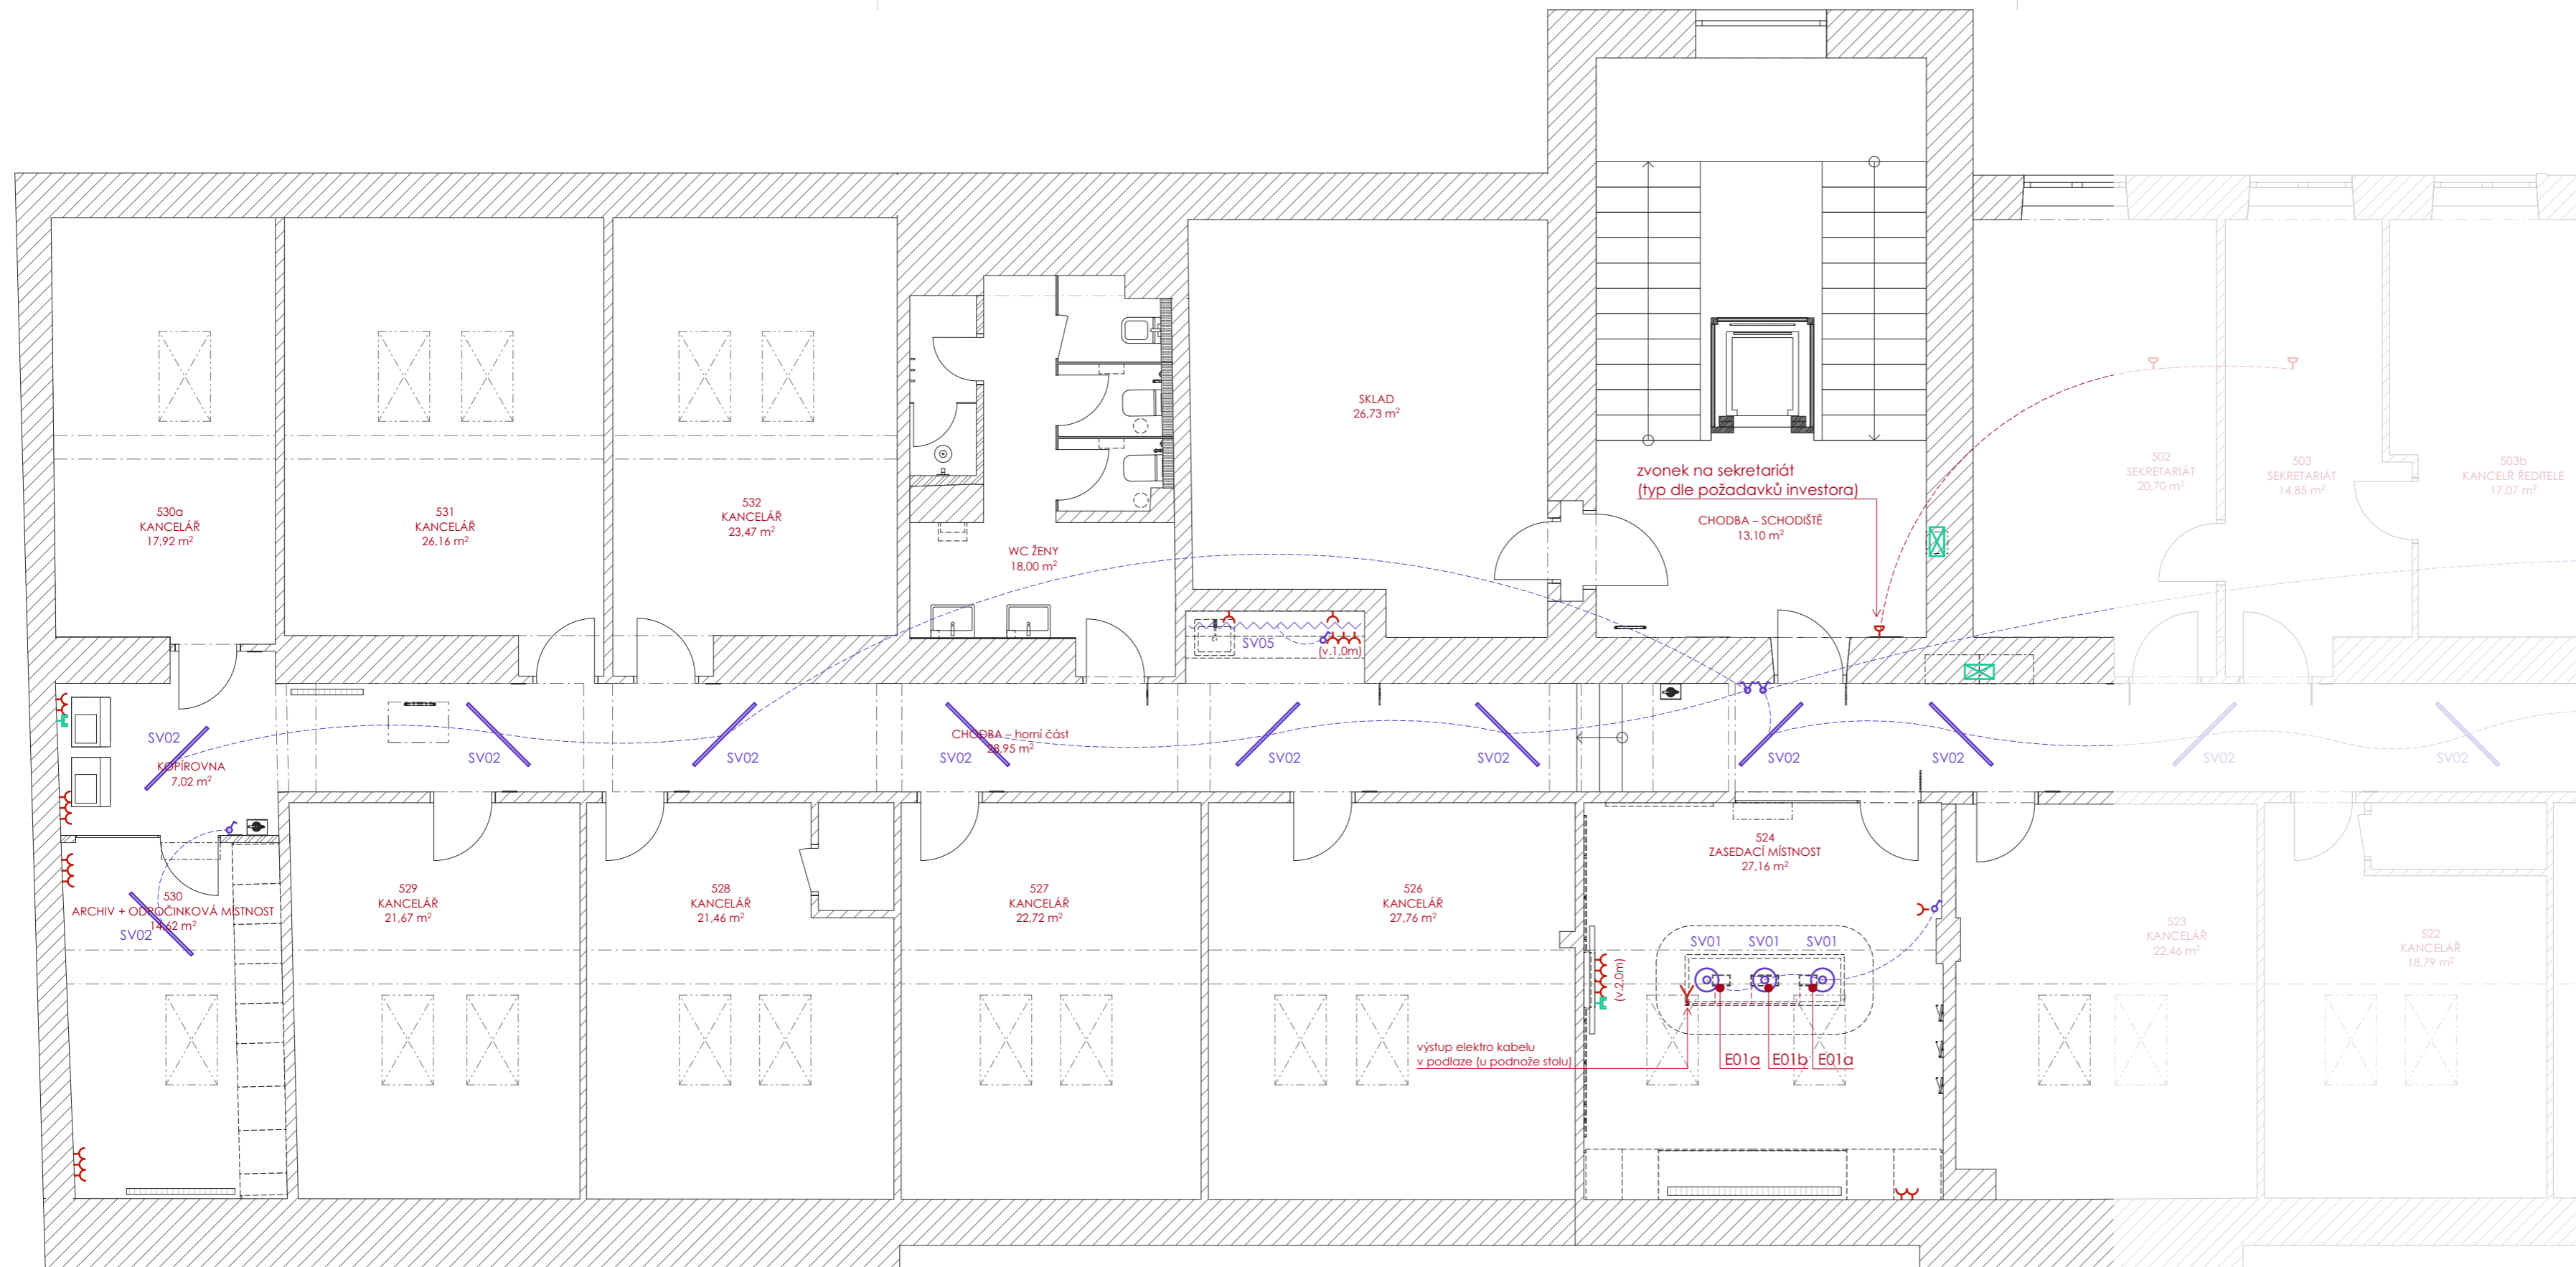 SKLAD
26,73 m²
zvonek na sekretariát
(typ dle požadavků investora)
CHODBA – SCHODIŠTĚ
13,10 m²
502
SEKRETARIÁT
20,70 m²
503
SEKRETARIÁT
14,85 m²
503b
KANCELŘ ŘEDITELE
17,07 m²
530a
KANCELÁŘ
17,92 m²
531
KANCELÁŘ
26,16 m²
532
KANCELÁŘ
23,47 m²
WC ŽENY
18,00 m²
SV05
(v.1,0m)
SV02
KOPÍROVNA
7,02 m²
SV02
SV02
CHODBA – horní část
28,95 m²
SV02
SV02
SV02
SV02
SV02
SV02
SV02
530
ARCHIV + ODPOČINKOVÁ MÍSTNOST
14,62 m²
SV02
529
KANCELÁŘ
21,67 m²
528
KANCELÁŘ
21,46 m²
527
KANCELÁŘ
22,72 m²
526
KANCELÁŘ
27,76 m²
524
ZASEDACÍ MÍSTNOST
27,16 m²
SV01
SV01
SV01
(v.2,0m)
výstup elektro kabelu
v podlaze (u podnože stolu)
E01a
E01b
E01a
523
KANCELÁŘ
22,46 m²
522
KANCELÁŘ
18,79 m²